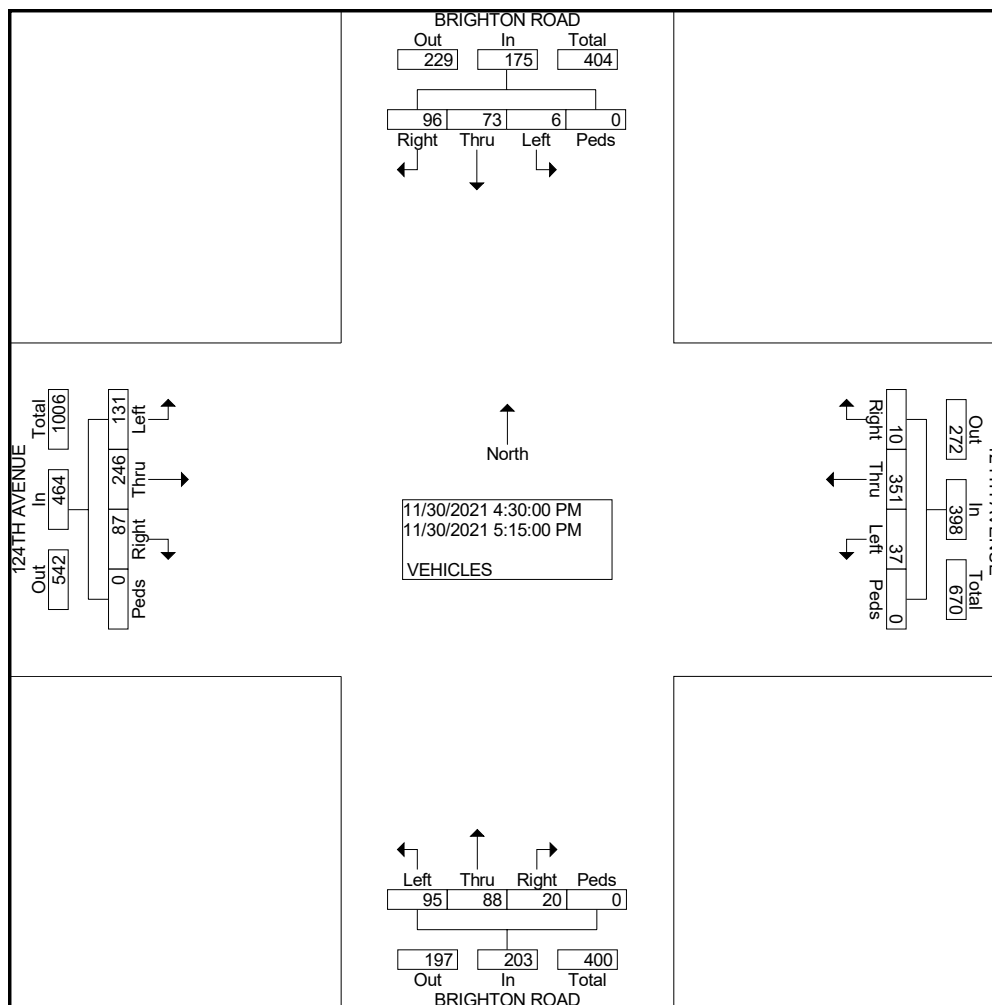 BRIGHTON ROAD
Out In Total
229 175 404
96 73 6 0
Right Thru Left Peds
124TH AVENUE
Total In Out
1006 464 542
131 246 87 0
Left Thru Right Peds
North
11/30/2021 4:30:00 PM
11/30/2021 5:15:00 PM
VEHICLES
Right Thru Left Peds
10 351 37 0
Out In Total
272 398 670
124TH AVENUE
Left Thru Right Peds
95 88 20 0
197 203 400
Out In Total
BRIGHTON ROAD